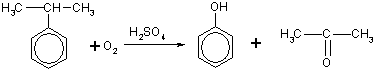 H₃C-CH-CH₃ + O₂ H₂SO₄ OH + H₃C C CH₃ O